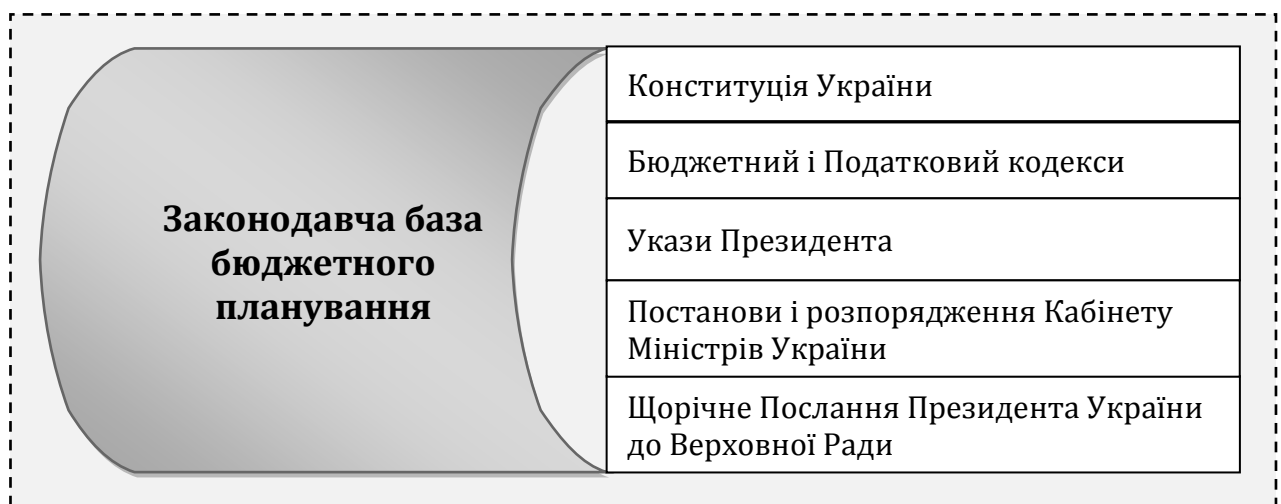 Законодавча база
бюджетного
планування
Конституція України
Бюджетний і Податковий кодекси
Укази Президента
Постанови і розпорядження Кабінету
Міністрів України
Щорічне Послання Президента України
до Верховної Ради